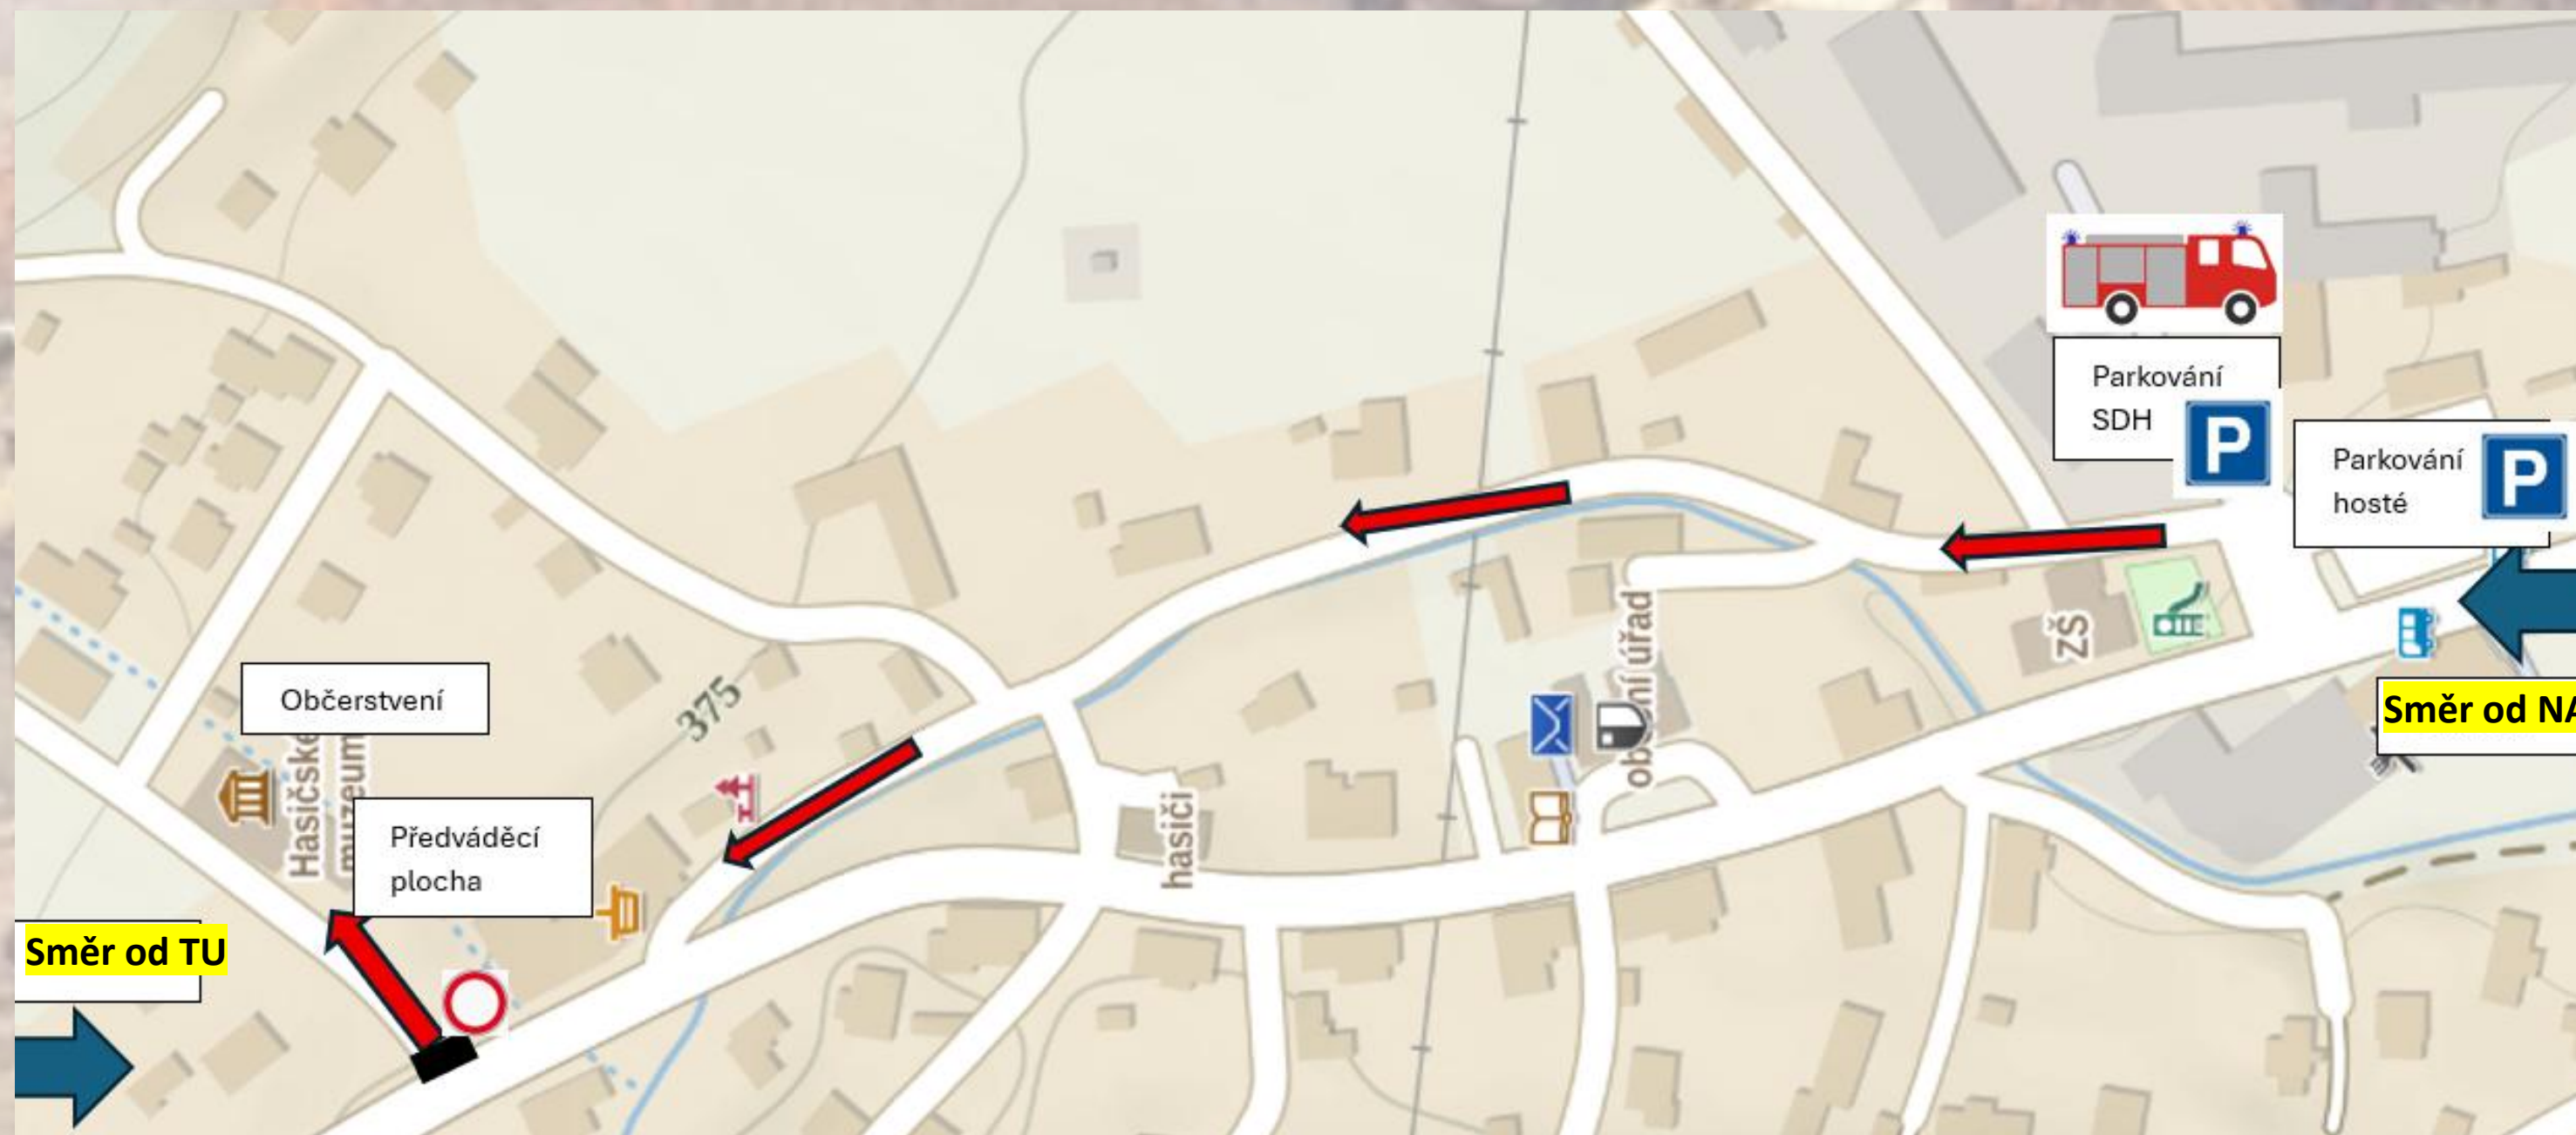 Parkování
SDH
P
Parkování
hosté
P
ZŠ
obecní úřad
375
Občerstvení
Hasičské
muzeum
Předváděcí
plocha
hasiči
Směr od NA
Směr od TU